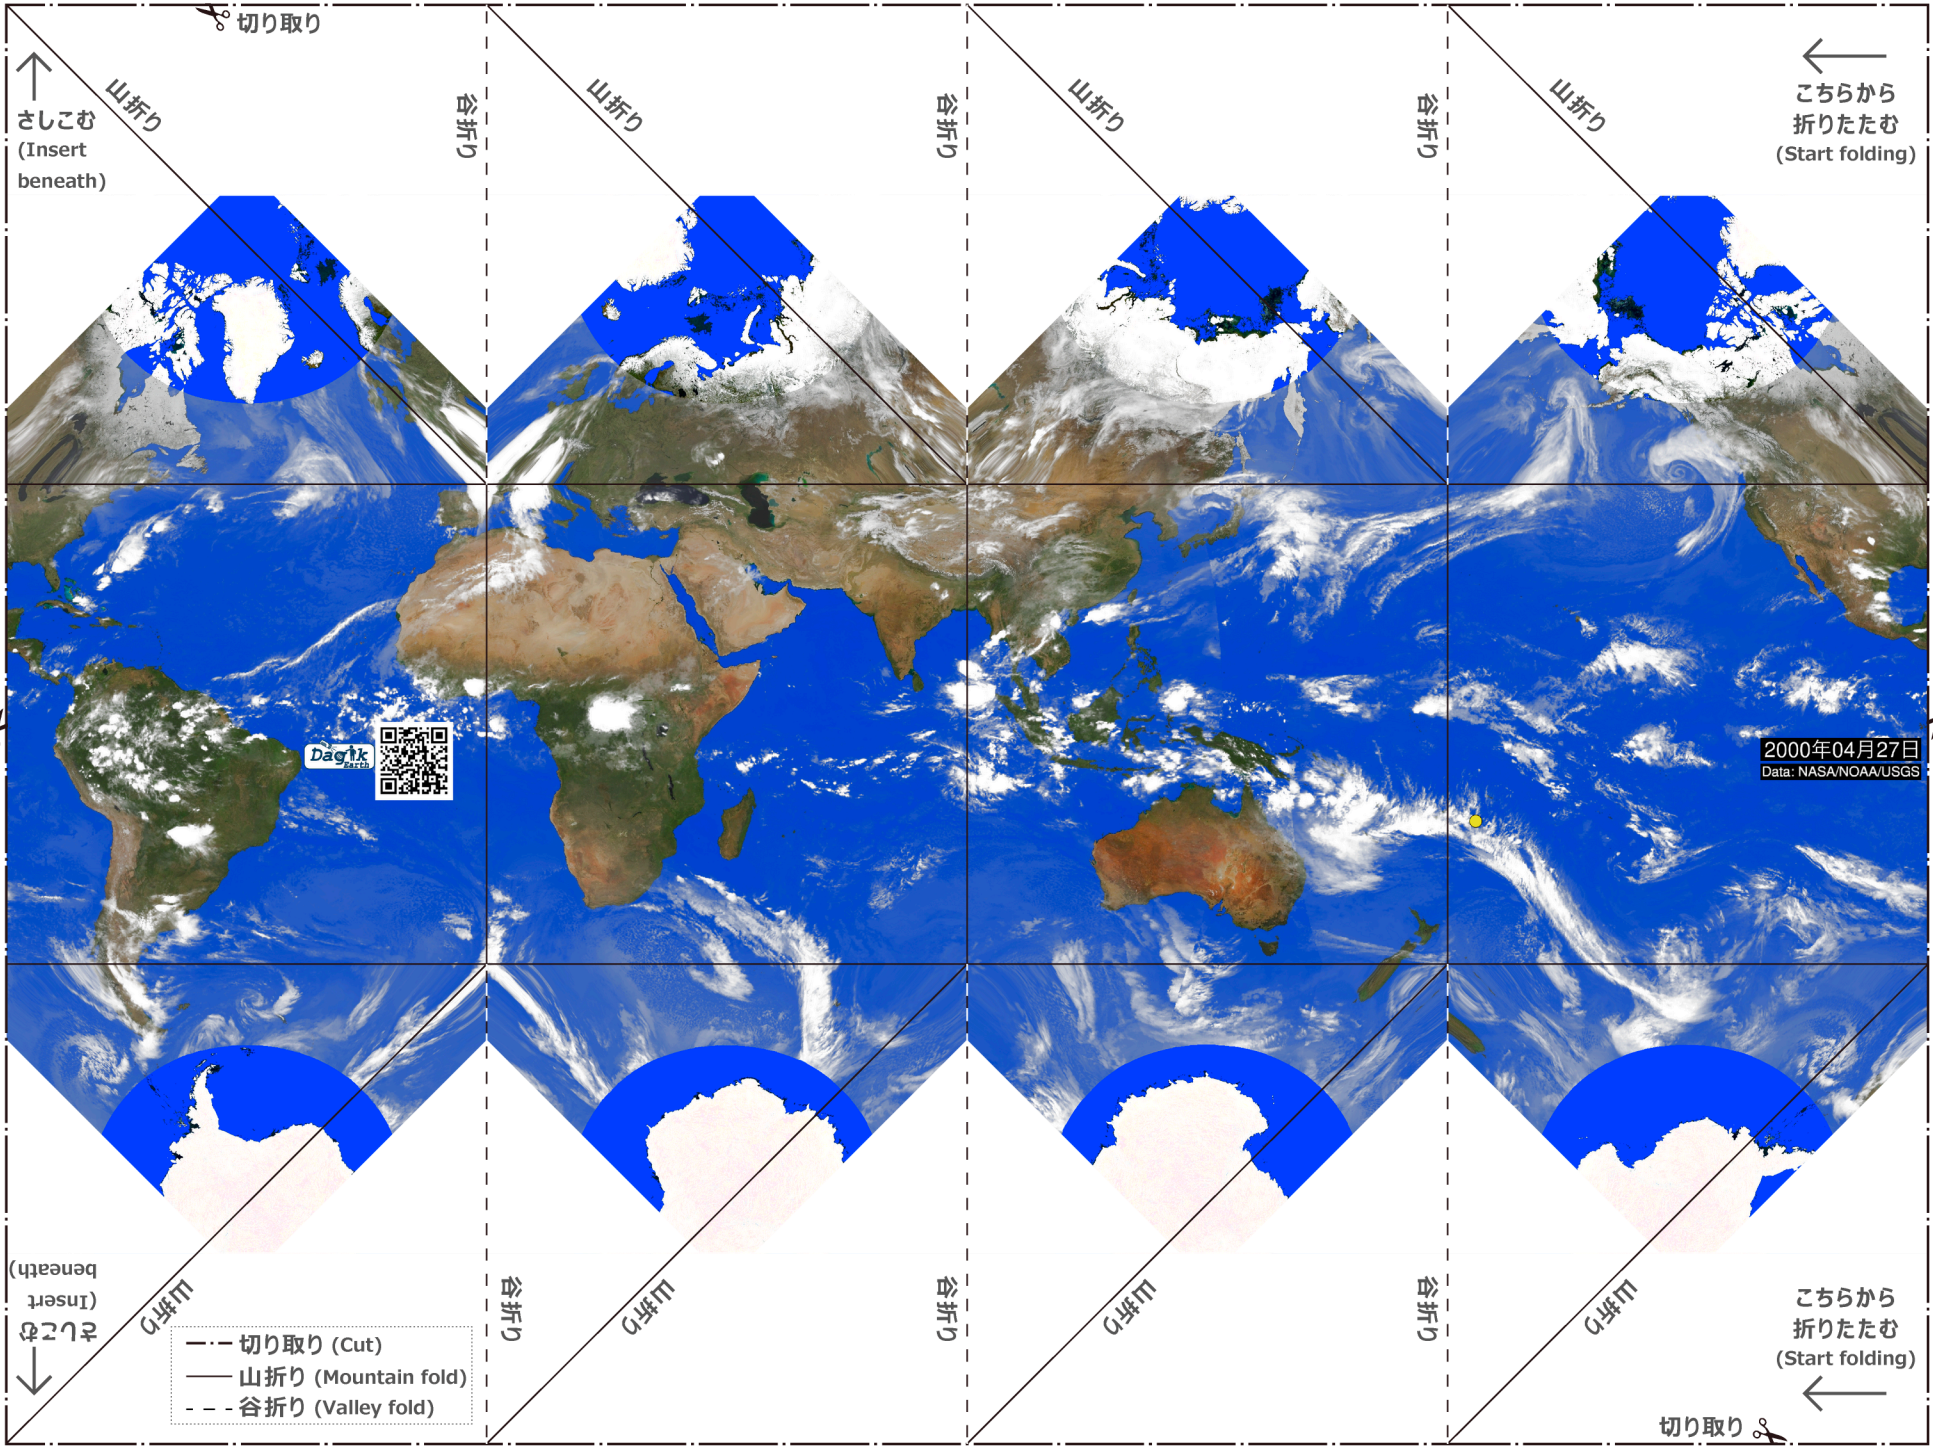 切り取り
山折り
谷折り
山折り
谷折り
山折り
谷折り
山折り
さしこむ
(Insert
beneath)
こちらから
折りたたむ
(Start folding)
Dagik
Earth
2000年04月27日
Data: NASA/NOAA/USGS
さしこむ
(Insert
beneath)
山折り
谷折り
山折り
谷折り
山折り
谷折り
山折り
こちらから
折りたたむ
(Start folding)
切り取り (Cut)
山折り (Mountain fold)
谷折り (Valley fold)
切り取り